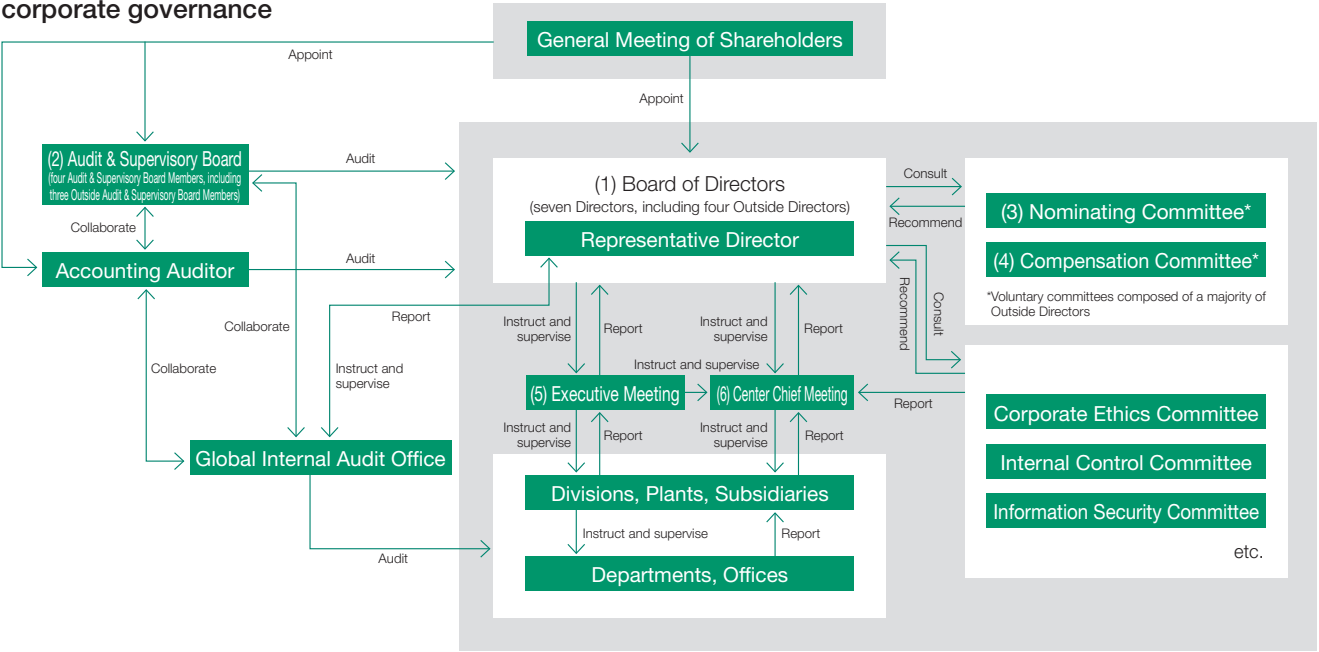 corporate governance
General Meeting of Shareholders
Appoint
Appoint
(2) Audit & Supervisory Board
(four Audit & Supervisory Board Members, including
three Outside Audit & Supervisory Board Members)
Audit
Collaborate
Accounting Auditor
Audit
(1) Board of Directors
(seven Directors, including four Outside Directors)
Representative Director
Consult
Recommend
(3) Nominating Committee*
(4) Compensation Committee*
*Voluntary committees composed of a majority of
Outside Directors
Recommend
Consult
Report
Collaborate
Collaborate
Instruct and
supervise
Instruct and
supervise
Report
Instruct and
supervise
Report
Instruct and supervise
(5) Executive Meeting
(6) Center Chief Meeting
Report
Instruct and
supervise
Report
Instruct and
supervise
Report
Corporate Ethics Committee
Internal Control Committee
Information Security Committee
etc.
Global Internal Audit Office
Audit
Divisions, Plants, Subsidiaries
Instruct and supervise
Report
Departments, Offices